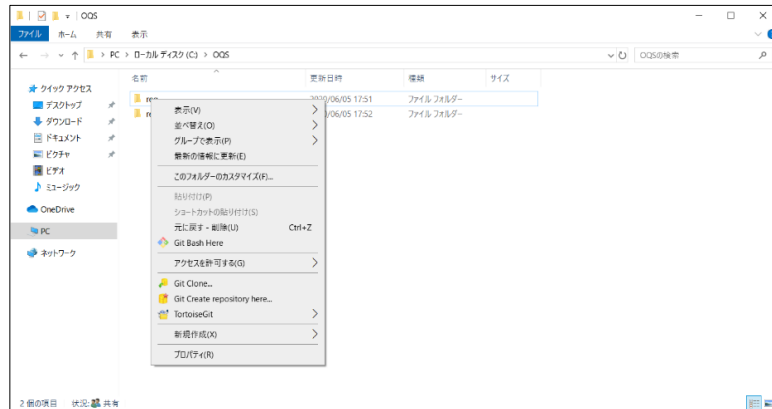 OQS
ファイル ホーム 共有 表示
PC > ローカル ディスク (C:) > OQS
OQSの検索
名前 更新日時 種類 サイズ
2020/06/05 17:51 ファイル フォルダー
/06/05 17:52 ファイル フォルダー
クイック アクセス
デスクトップ
ダウンロード
ドキュメント
ピクチャ
ビデオ
ミュージック
OneDrive
PC
ネットワーク
表示(V)
並べ替え(O)
グループで表示(P)
最新の情報に更新(E)
このフォルダーのカスタマイズ(F)...
貼り付け(P)
ショートカットの貼り付け(S)
元に戻す - 削除(U) Ctrl+Z
Git Bash Here
アクセスを許可する(G)
Git Clone...
Git Create repository here...
TortoiseGit
新規作成(X)
プロパティ(R)
2 個の項目 状況: 共有